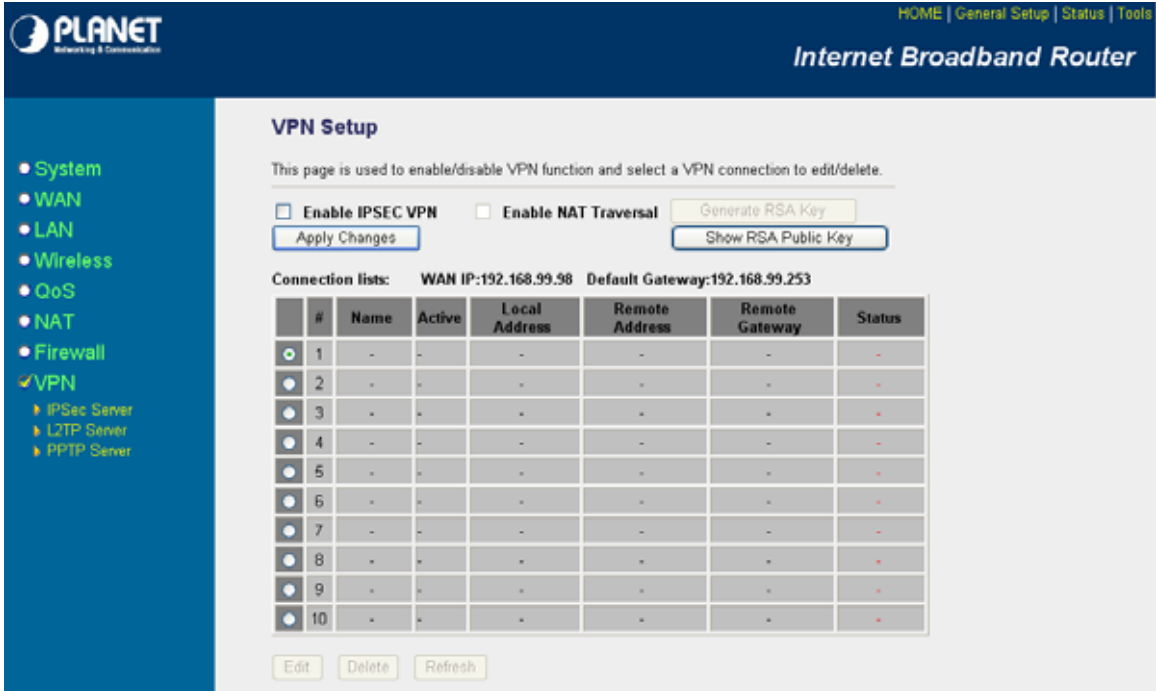 HOME | General Setup | Status | Tools
PLANET
Networking & Communication
Internet Broadband Router
System
WAN
LAN
Wireless
QoS
NAT
Firewall
VPN
IPSec Server
L2TP Server
PPTP Server
VPN Setup
This page is used to enable/disable VPN function and select a VPN connection to edit/delete.
Enable IPSEC VPN Enable NAT Traversal Generate RSA Key
Apply Changes Show RSA Public Key
Connection lists: WAN IP:192.168.99.98 Default Gateway:192.168.99.253
# Name Active Local Address Remote Address Remote Gateway Status
1 - - - - - -
2 - - - - - -
3 - - - - - -
4 - - - - - -
5 - - - - - -
6 - - - - - -
7 - - - - - -
8 - - - - - -
9 - - - - - -
10 - - - - - -
Edit Delete Refresh